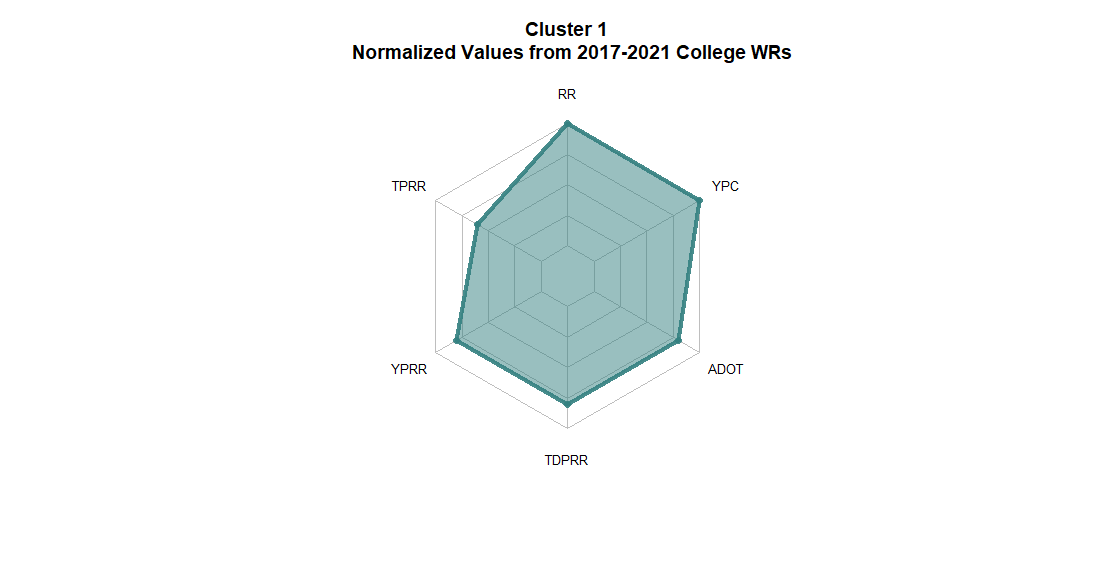 Cluster 1
Normalized Values from 2017-2021 College WRs
RR
TPRR
YPC
YPRR
ADOT
TDPRR